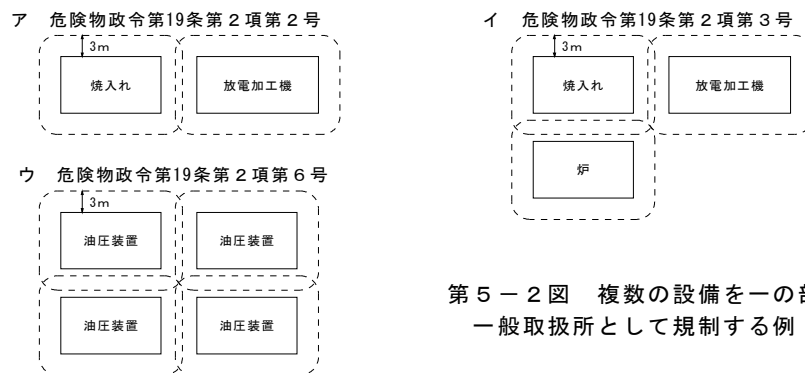 ア　危険物政令第19条第２項第２号
3m
焼入れ
放電加工機
イ　危険物政令第19条第２項第３号
3m
焼入れ
放電加工機
炉
ウ　危険物政令第19条第２項第６号
3m
油圧装置
油圧装置
油圧装置
油圧装置
第５－２図　複数の設備を一の
一般取扱所として規制する例